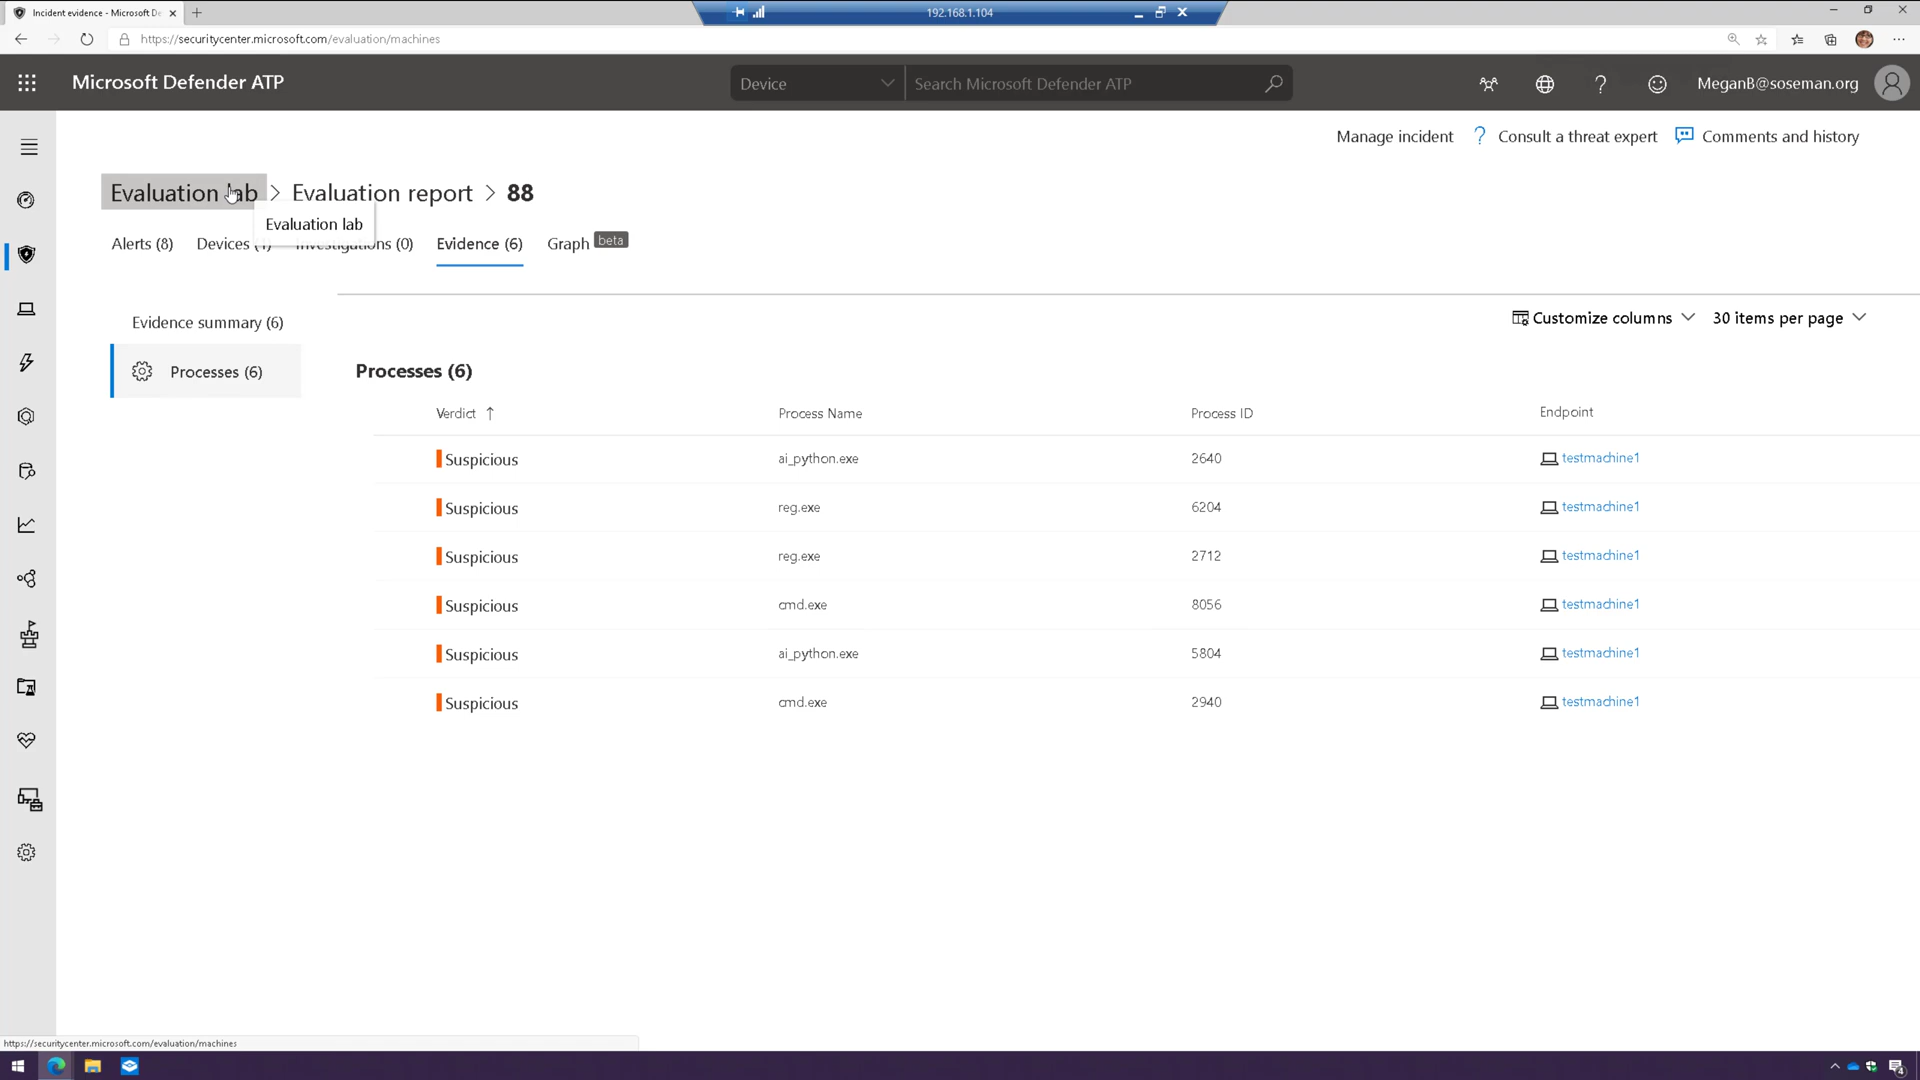 Incident evidence - Microsoft De
192.168.1.104
https://securitycenter.microsoft.com/evaluation/machines
Microsoft Defender ATP
Device
Search Microsoft Defender ATP
MeganB@soseman.org
Manage incident
? Consult a threat expert
Comments and history
Evaluation lab > Evaluation report > 88
Evaluation lab
Alerts (8)
Devices (1)
Investigations (0)
Evidence (6)
Graph beta
Evidence summary (6)
Processes (6)
Customize columns
30 items per page
Processes (6)
Verdict ↑ Process Name Process ID Endpoint
Suspicious ai_python.exe 2640 testmachine1
Suspicious reg.exe 6204 testmachine1
Suspicious reg.exe 2712 testmachine1
Suspicious cmd.exe 8056 testmachine1
Suspicious ai_python.exe 5804 testmachine1
Suspicious cmd.exe 2940 testmachine1
https://securitycenter.microsoft.com/evaluation/machines
4